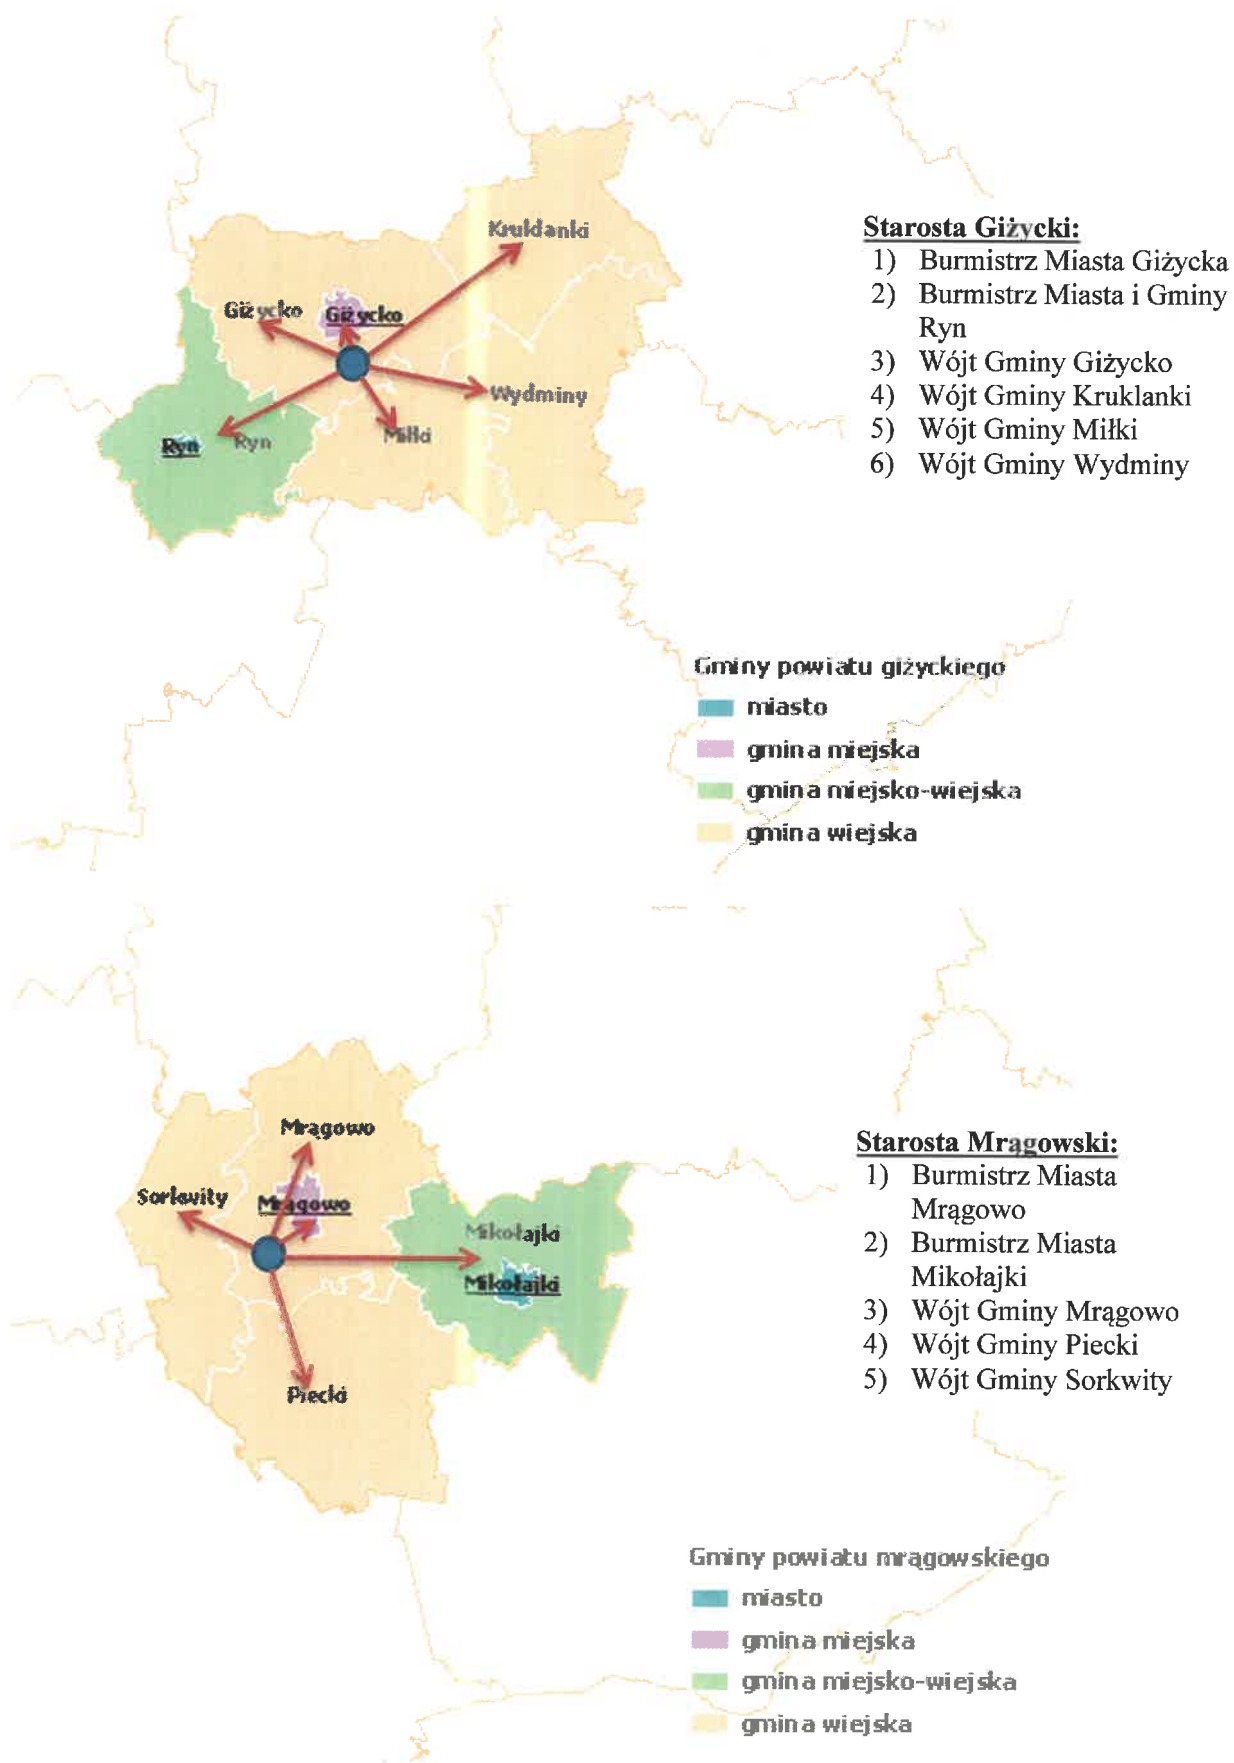 Kruklanki
Giżycko
Giżycko
Wydminy
Miłki
Ryn
Ryn
Starosta Giżycki:
1) Burmistrz Miasta Giżycka
2) Burmistrz Miasta i Gminy
Ryn
3) Wójt Gminy Giżycko
4) Wójt Gminy Kruklanki
5) Wójt Gminy Miłki
6) Wójt Gminy Wydminy
Gminy powiatu giżyckiego
miasto
gmina miejska
gmina miejsko-wiejska
gmina wiejska
Mrągowo
Sorkwity
Mrągowo
Mikołajki
Mikołajki
Piecki
Starosta Mrągowski:
1) Burmistrz Miasta
Mrągowo
2) Burmistrz Miasta
Mikołajki
3) Wójt Gminy Mrągowo
4) Wójt Gminy Piecki
5) Wójt Gminy Sorkwity
Gminy powiatu mrągowskiego
miasto
gmina miejska
gmina miejsko-wiejska
gmina wiejska